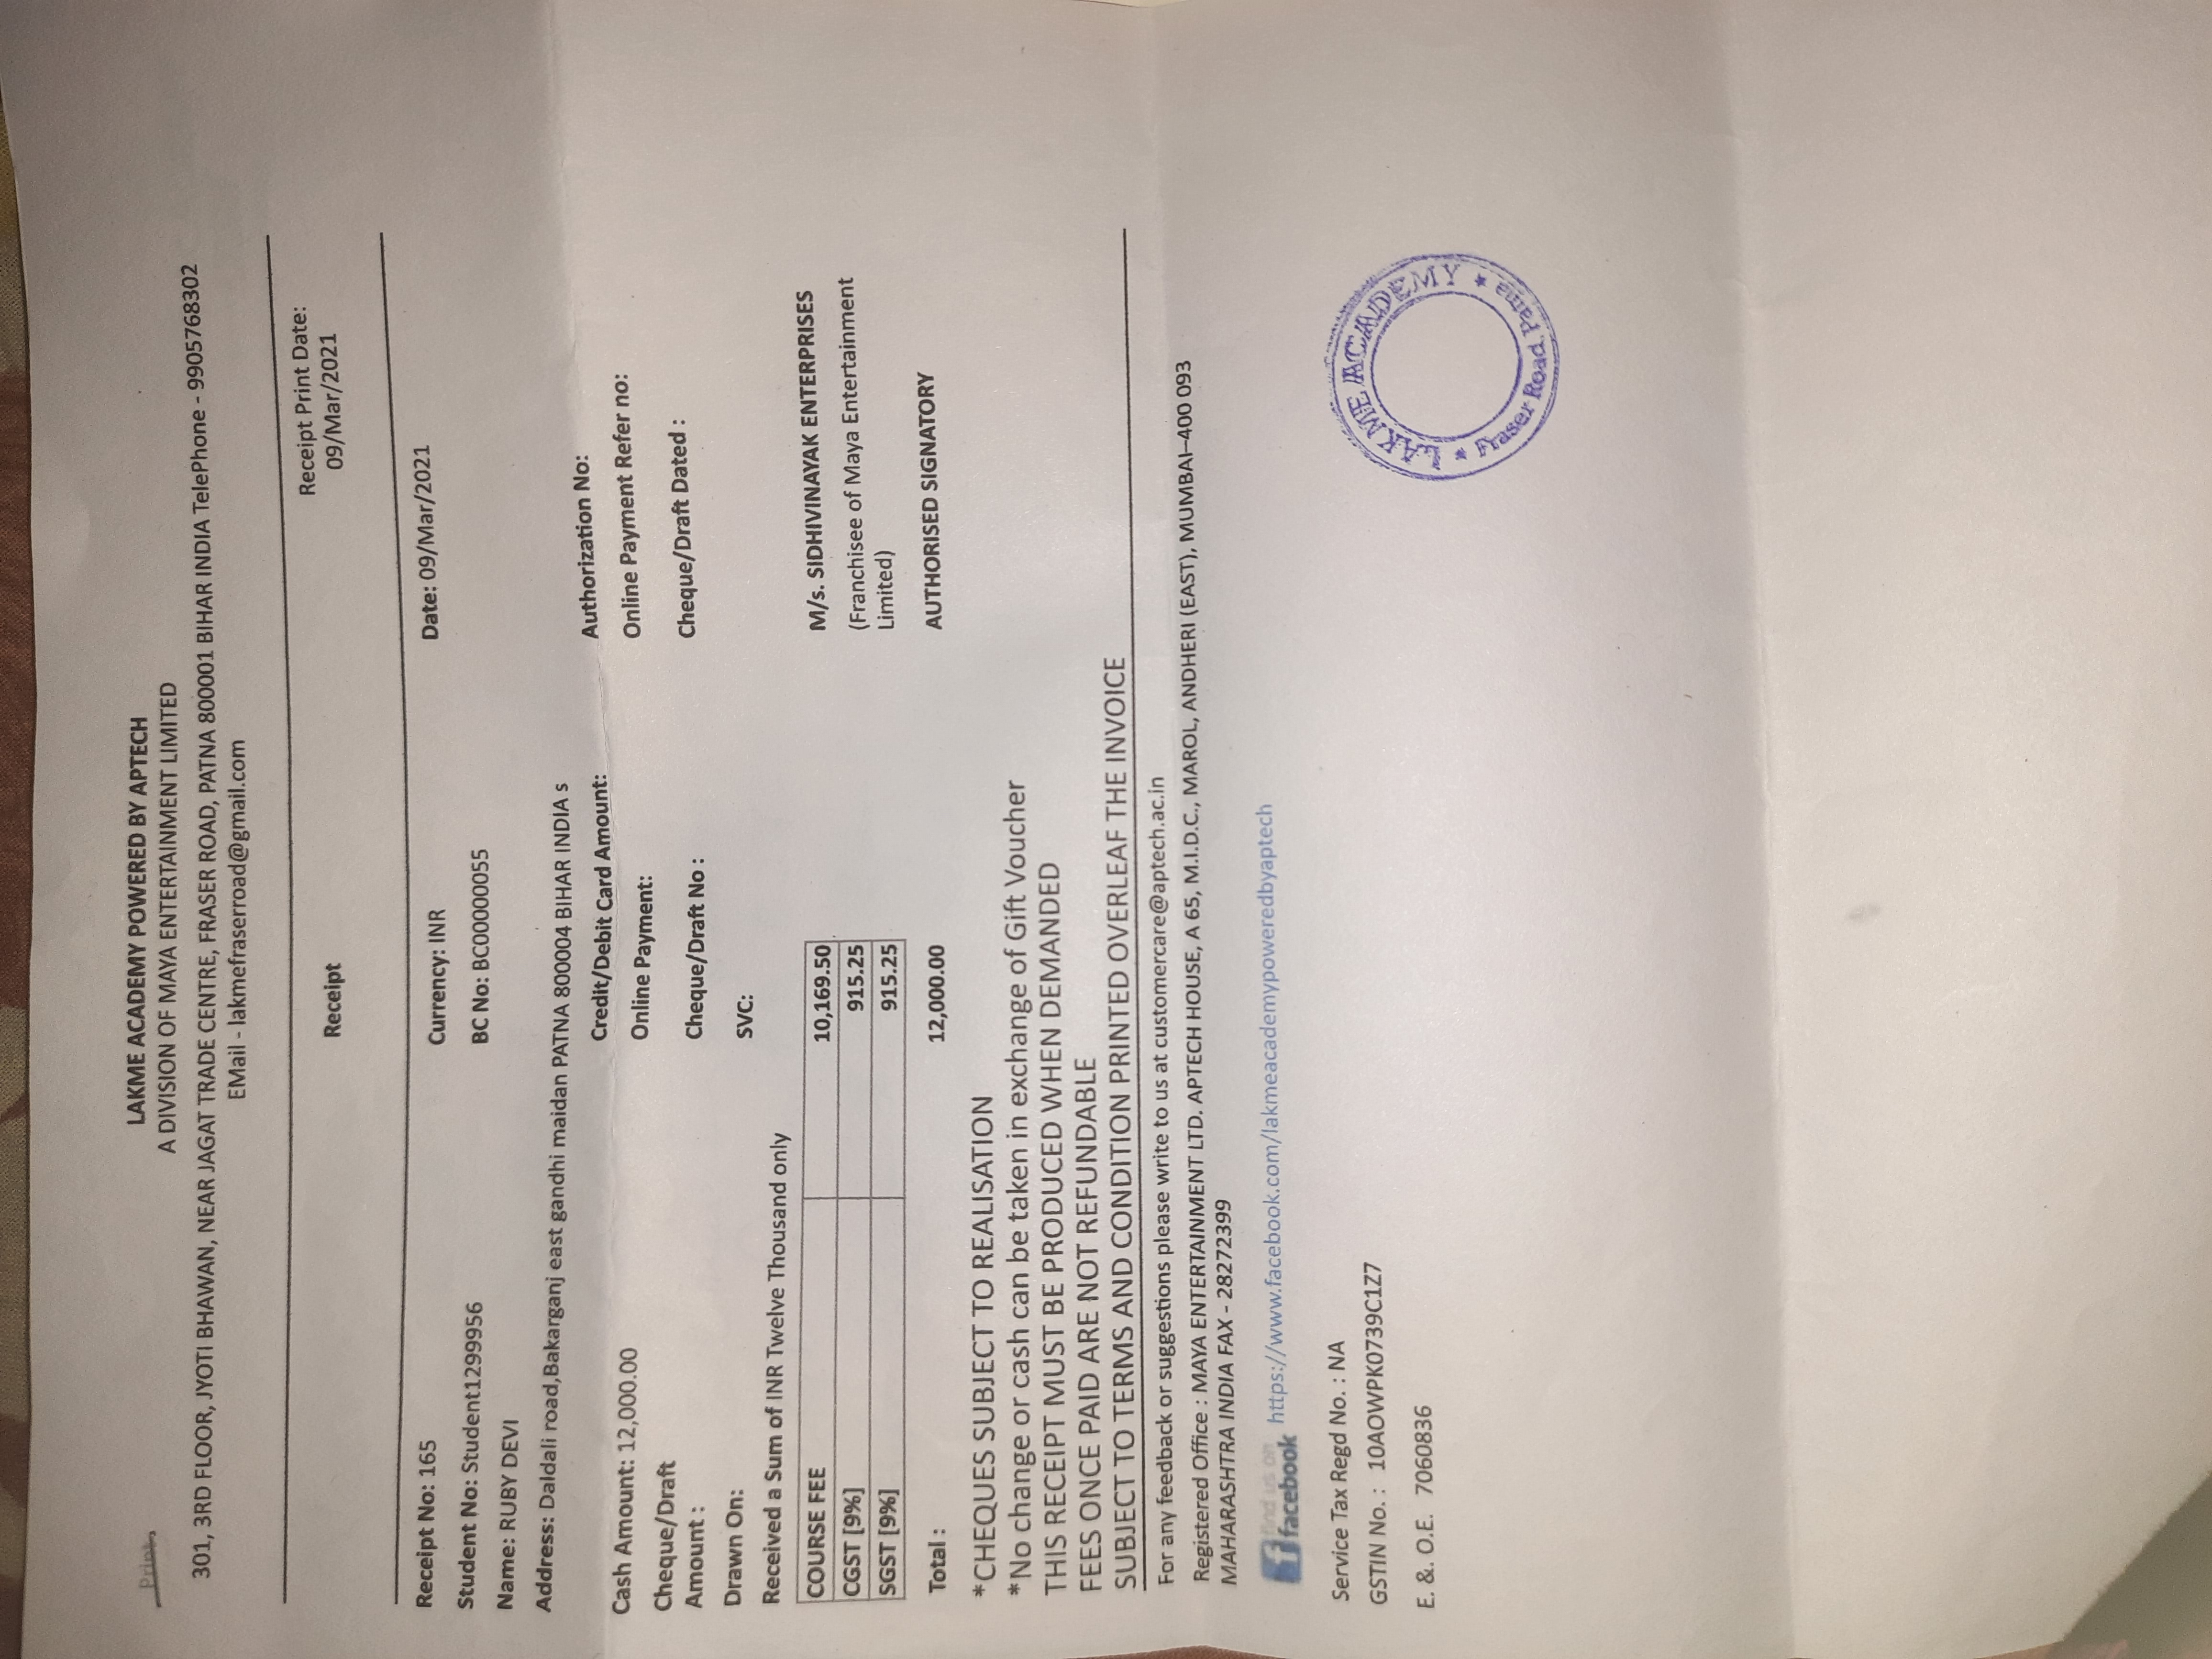 Print
LAKME ACADEMY POWERED BY APTECH
A DIVISION OF MAYA ENTERTAINMENT LIMITED
301, 3RD FLOOR, JYOTI BHAWAN, NEAR JAGAT TRADE CENTRE, FRASER ROAD, PATNA 800001 BIHAR INDIA TelePhone - 9905768302
EMail - lakmefraserroad@gmail.com
Receipt
Receipt Print Date:
09/Mar/2021
Receipt No: 165 Currency: INR Date: 09/Mar/2021
Student No: Student1299956 BC No: BC00000055
Name: RUBY DEVI
Address: Daldali road,Bakarganj east gandhi maidan PATNA 800004 BIHAR INDIA s
Credit/Debit Card Amount: Authorization No:
Cash Amount: 12,000.00 Online Payment: Online Payment Refer no:
Cheque/Draft
Amount : Cheque/Draft No : Cheque/Draft Dated :
Drawn On: SVC:
Received a Sum of INR Twelve Thousand only
COURSE FEE 10,169.50 M/s. SIDHIVINAYAK ENTERPRISES
CGST [9%] 915.25 (Franchisee of Maya Entertainment
SGST [9%] 915.25 Limited)
Total : 12,000.00 AUTHORISED SIGNATORY
*CHEQUES SUBJECT TO REALISATION
*No change or cash can be taken in exchange of Gift Voucher
THIS RECEIPT MUST BE PRODUCED WHEN DEMANDED
FEES ONCE PAID ARE NOT REFUNDABLE
SUBJECT TO TERMS AND CONDITION PRINTED OVERLEAF THE INVOICE
For any feedback or suggestions please write to us at customercare@aptech.ac.in
Registered Office : MAYA ENTERTAINMENT LTD. APTECH HOUSE, A 65, M.I.D.C., MAROL, ANDHERI (EAST), MUMBAI–400 093
MAHARASHTRA INDIA FAX - 28272399
find us on
facebook https://www.facebook.com/lakmeacademypoweredbyaptech
Service Tax Regd No. : NA
GSTIN No. : 10AOWPK0739C1Z7
E. &. O.E. 7060836
LAKME ACADEMY
★ Fraser Road, Patna ★